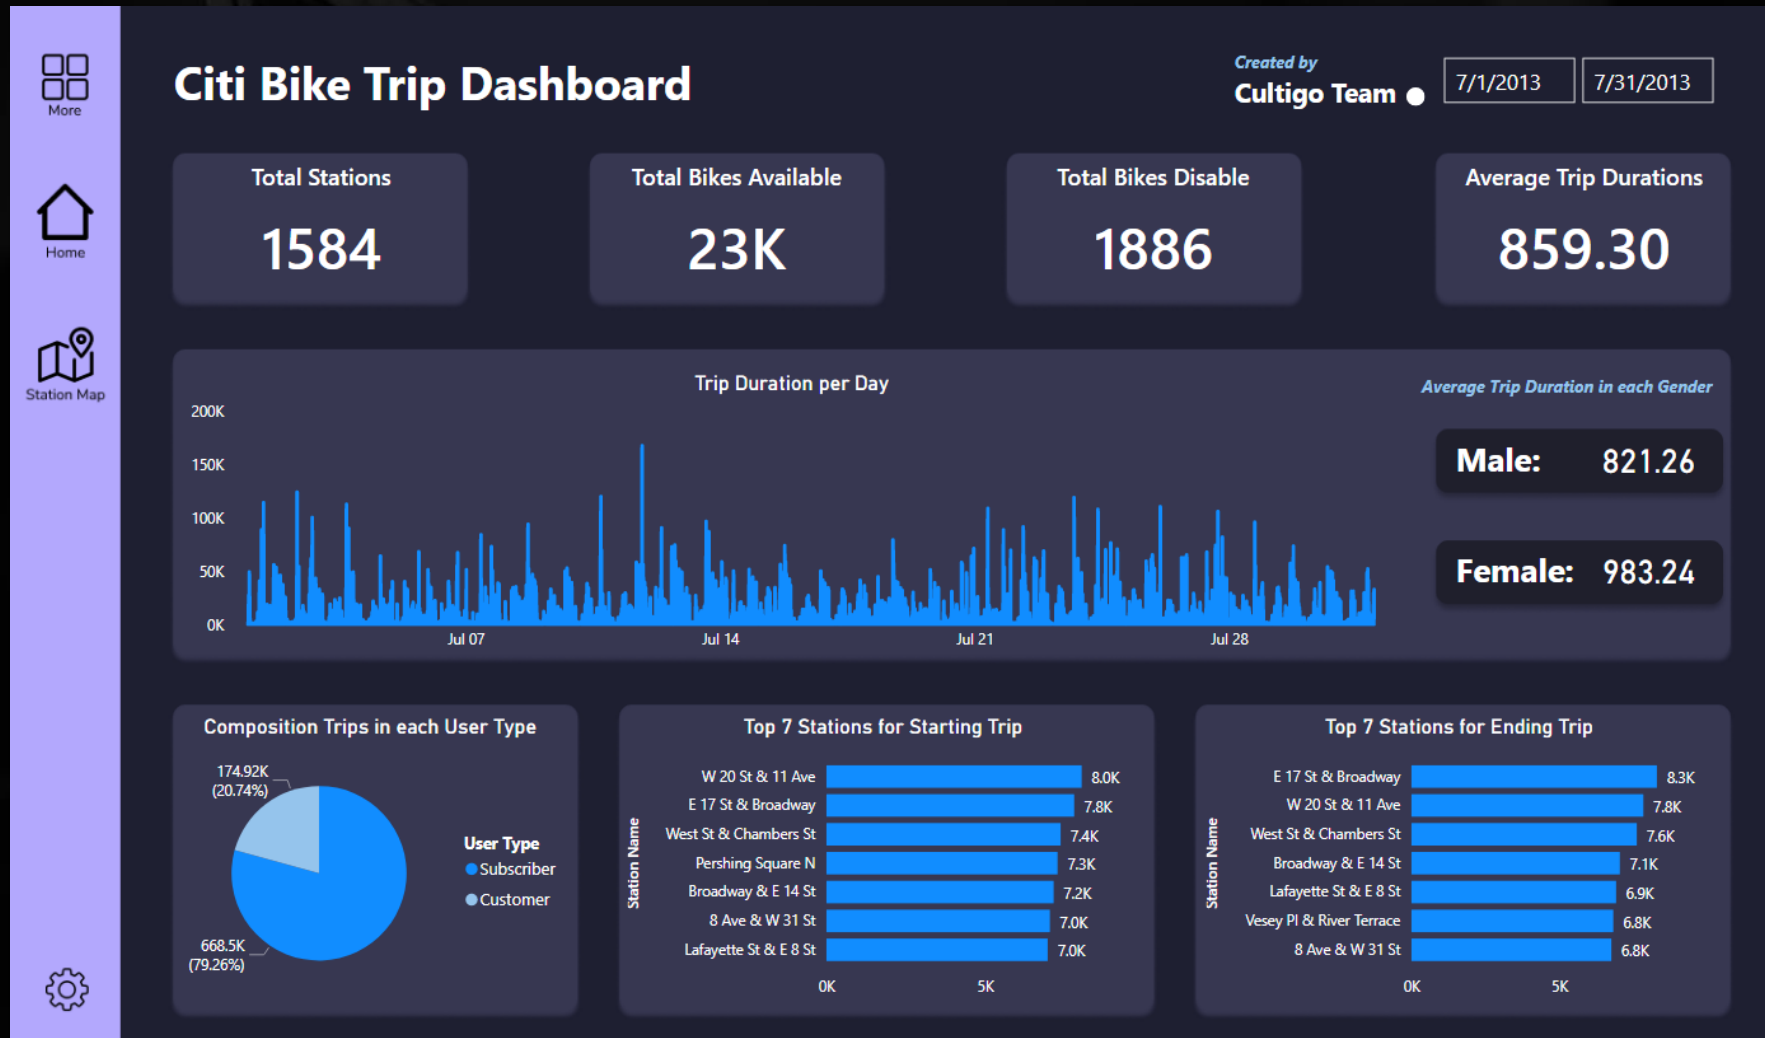 More
Home
Station Map
Citi Bike Trip Dashboard
Created by
Cultigo Team
7/1/2013
7/31/2013
Total Stations
1584
Total Bikes Available
23K
Total Bikes Disable
1886
Average Trip Durations
859.30
Trip Duration per Day
200K
150K
100K
50K
0K
Jul 07
Jul 14
Jul 21
Jul 28
Average Trip Duration in each Gender
Male: 821.26
Female: 983.24
Composition Trips in each User Type
174.92K
(20.74%)
668.5K
(79.26%)
User Type
Subscriber
Customer
Top 7 Stations for Starting Trip
Station Name
W 20 St & 11 Ave 8.0K
E 17 St & Broadway 7.8K
West St & Chambers St 7.4K
Pershing Square N 7.3K
Broadway & E 14 St 7.2K
8 Ave & W 31 St 7.0K
Lafayette St & E 8 St 7.0K
0K 5K
Top 7 Stations for Ending Trip
Station Name
E 17 St & Broadway 8.3K
W 20 St & 11 Ave 7.8K
West St & Chambers St 7.6K
Broadway & E 14 St 7.1K
Lafayette St & E 8 St 6.9K
Vesey Pl & River Terrace 6.8K
8 Ave & W 31 St 6.8K
0K 5K